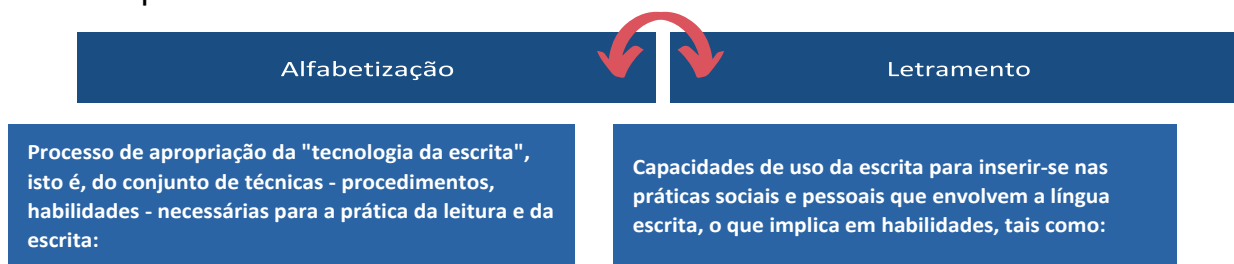 Alfabetização
Letramento
Processo de apropriação da "tecnologia da escrita",
isto é, do conjunto de técnicas - procedimentos,
habilidades - necessárias para a prática da leitura e da
escrita:
Capacidades de uso da escrita para inserir-se nas
práticas sociais e pessoais que envolvem a língua
escrita, o que implica em habilidades, tais como: